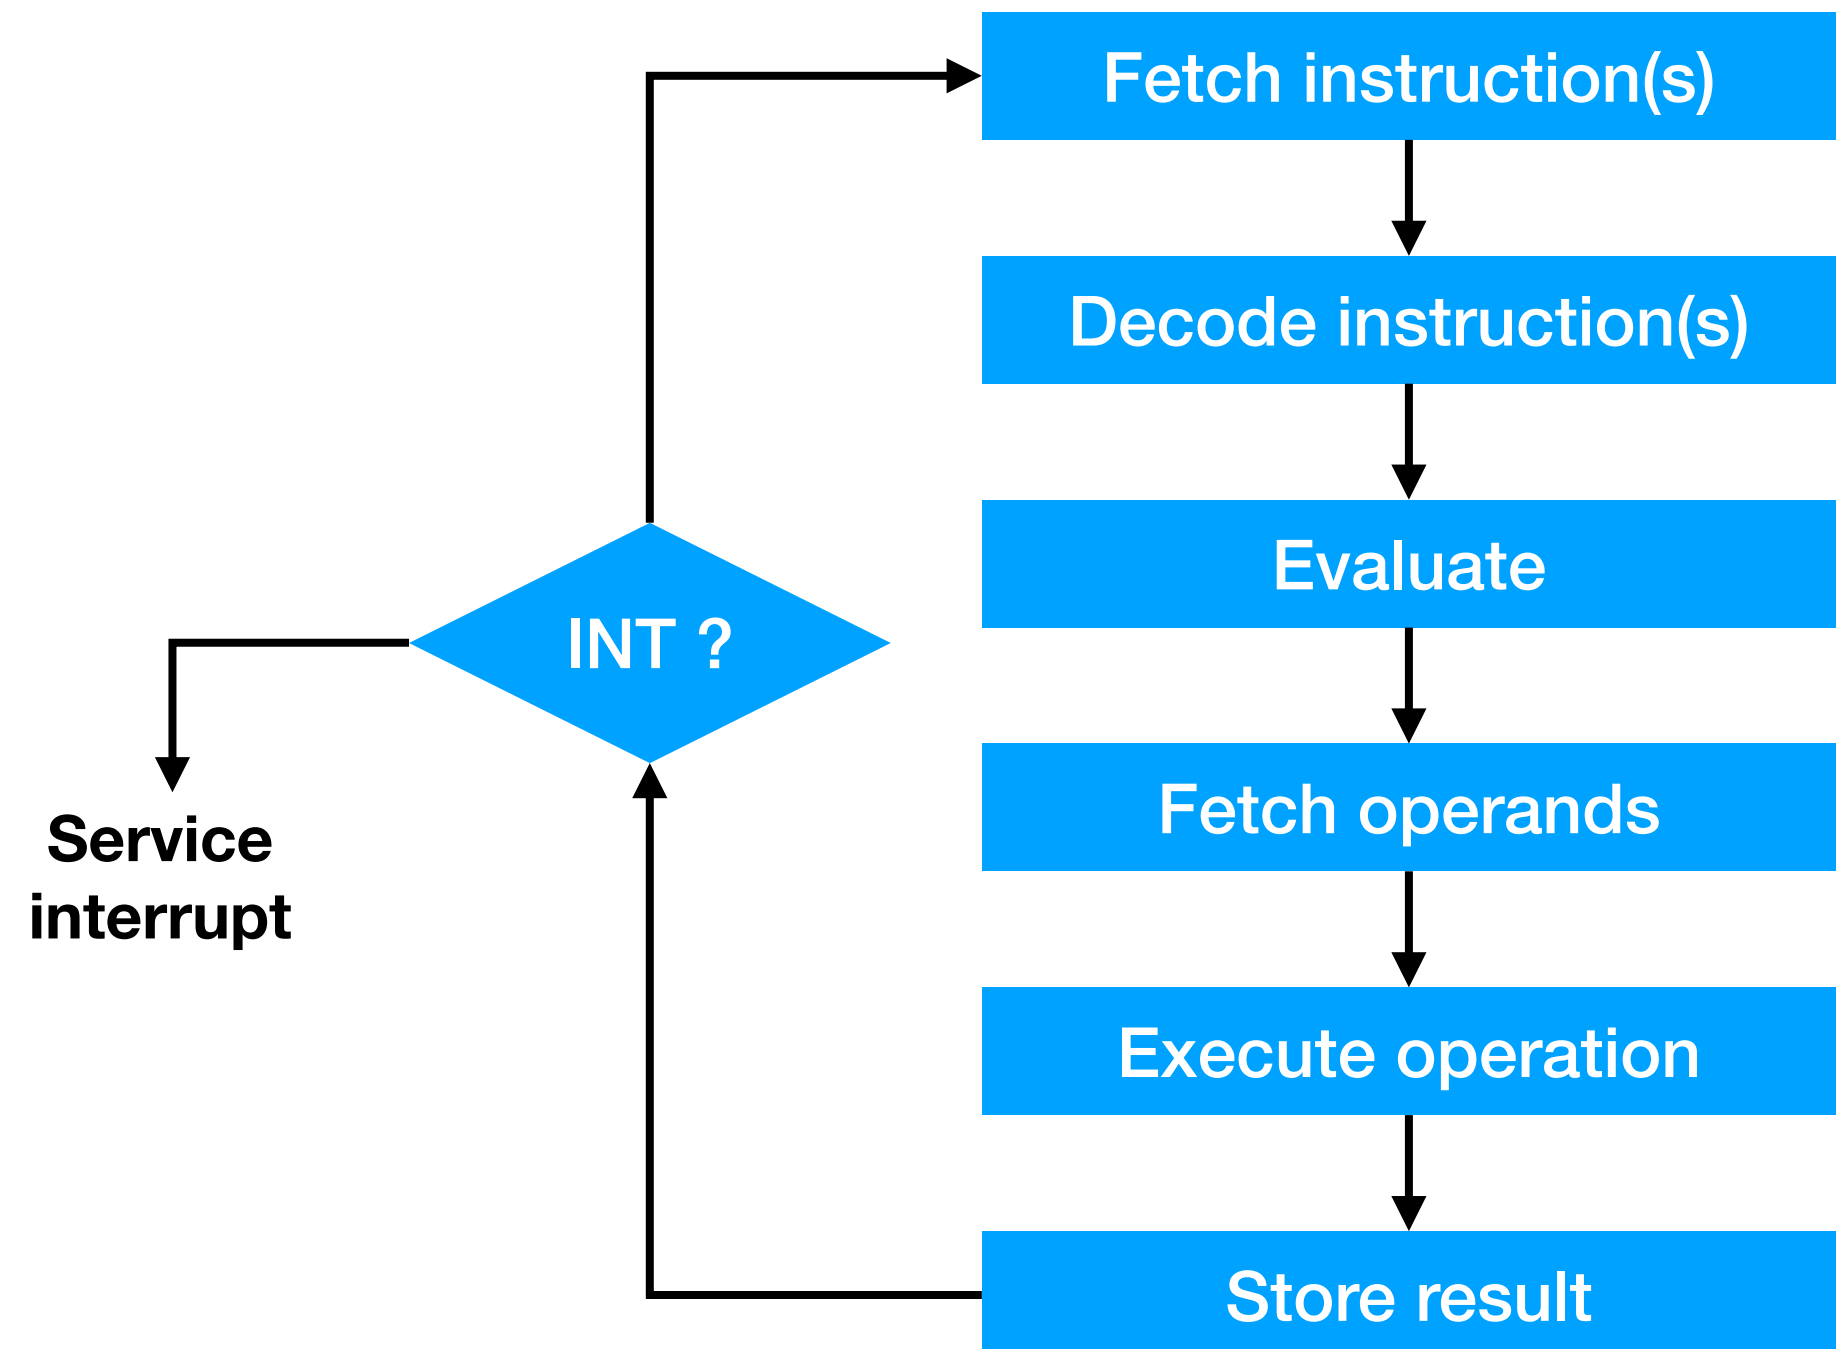 Fetch instruction(s)
Decode instruction(s)
Evaluate
Fetch operands
Execute operation
Store result
INT ?
Service
interrupt